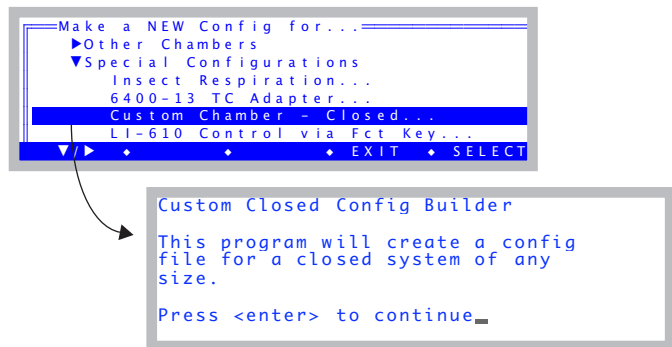 Make a NEW Config for...
▶Other Chambers
▼Special Configurations
Insect Respiration...
6400-13 TC Adapter...
Custom Chamber - Closed...
LI-610 Control via Fct Key...
▼/▶ ◆ ◆ ◆ EXIT ◆ SELECT
Custom Closed Config Builder
This program will create a config
file for a closed system of any
size.
Press <enter> to continue_